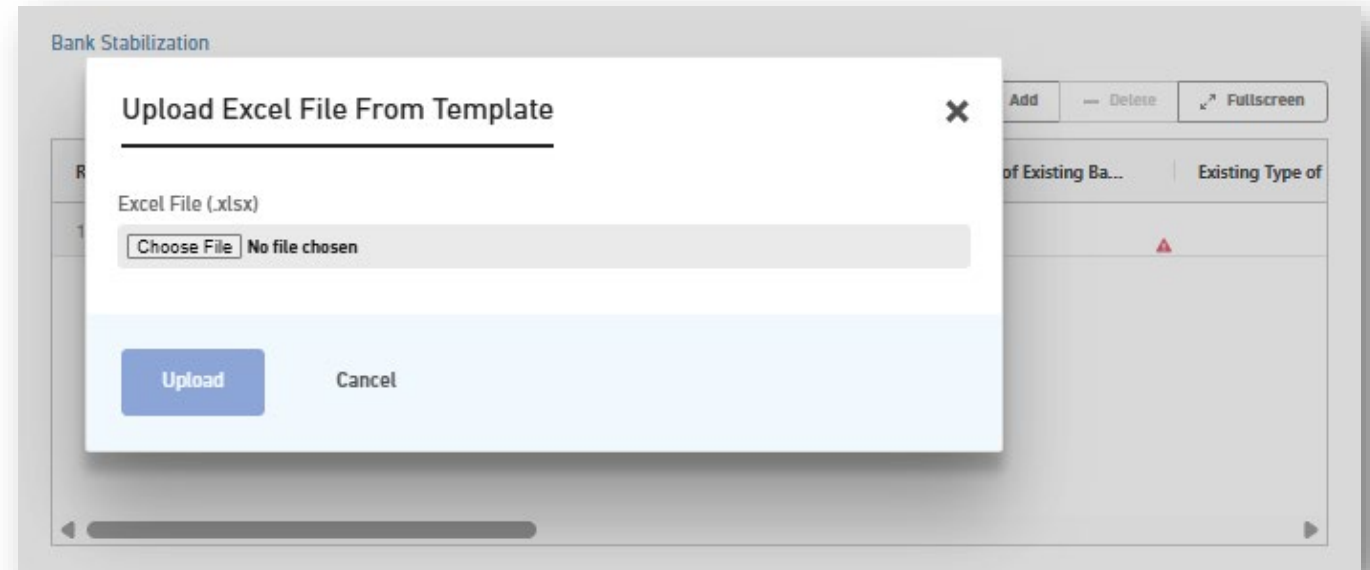 Bank Stabilization
Upload Excel File From Template
Add
Delete
Fullscreen
R
of Existing Ba...
Existing Type of
Excel File (.xlsx)
1
Choose File No file chosen
Upload
Cancel